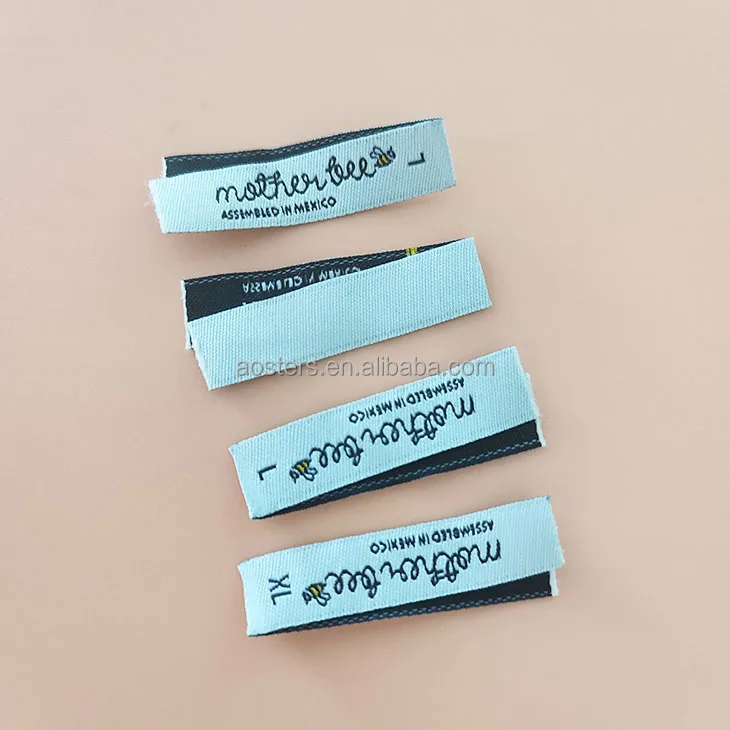 mother bee L
ASSEMBLED IN MEXICO
aosters.en.alibaba.com
ASSEMBLED IN MEXICO
mother bee L
ASSEMBLED IN MEXICO
mother bee XL